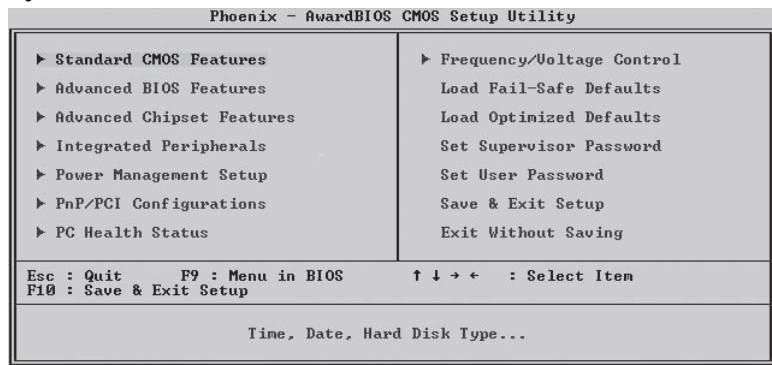 Phoenix - AwardBIOS CMOS Setup Utility
▶ Standard CMOS Features
▶ Advanced BIOS Features
▶ Advanced Chipset Features
▶ Integrated Peripherals
▶ Power Management Setup
▶ PnP/PCI Configurations
▶ PC Health Status
▶ Frequency/Voltage Control
Load Fail-Safe Defaults
Load Optimized Defaults
Set Supervisor Password
Set User Password
Save & Exit Setup
Exit Without Saving
Esc : Quit F9 : Menu in BIOS ↑ ↓ → ← : Select Item
F10 : Save & Exit Setup
Time, Date, Hard Disk Type...